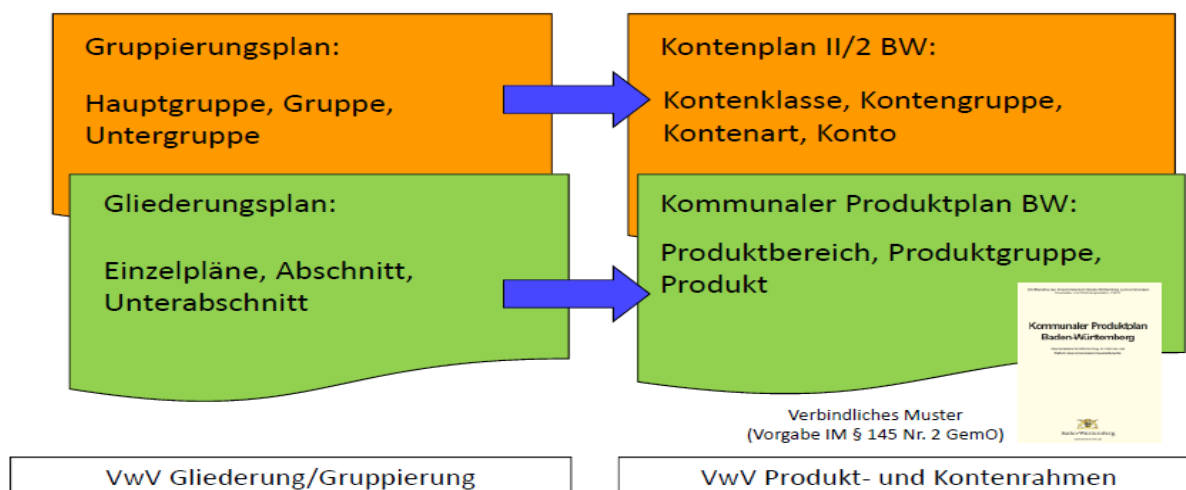 Gruppierungsplan:
Hauptgruppe, Gruppe,
Untergruppe
Kontenplan II/2 BW:
Kontenklasse, Kontengruppe,
Kontenart, Konto
Gliederungsplan:
Einzelpläne, Abschnitt,
Unterabschnitt
Kommunaler Produktplan BW:
Produktbereich, Produktgruppe,
Produkt
Kommunaler Produktplan
Baden-Württemberg
Baden-Württemberg
Verbindliches Muster
(Vorgabe IM § 145 Nr. 2 GemO)
VwV Gliederung/Gruppierung
VwV Produkt- und Kontenrahmen